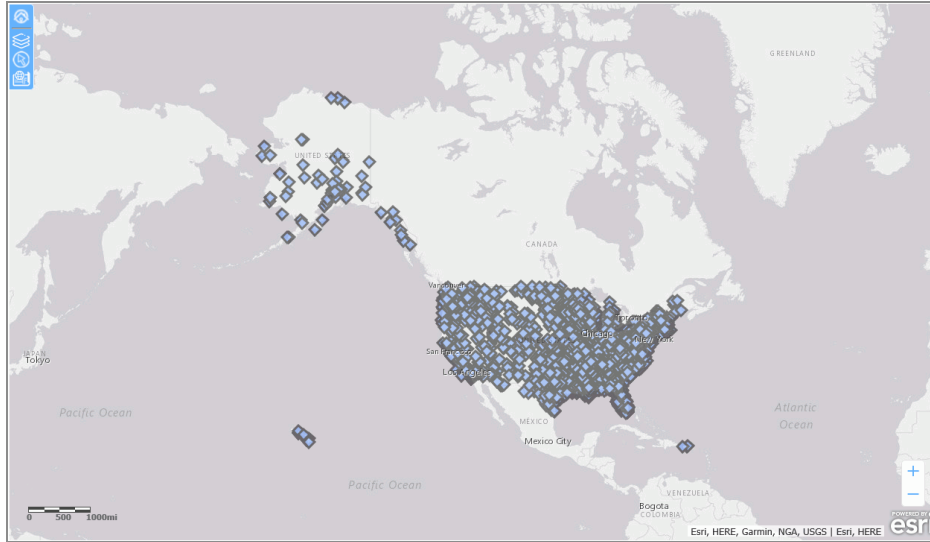 GREENLAND
UNITED STATES
CANADA
Vancouver
Toronto
Chicago
New York
San Francisco
Los Angeles
JAPAN
Tokyo
Pacific Ocean
Atlantic
Ocean
MÉXICO
Mexico City
Pacific Ocean
VENEZUELA
Bogota
COLOMBIA
+
−
0 500 1000mi
POWERED BY
esri
Esri, HERE, Garmin, NGA, USGS | Esri, HERE